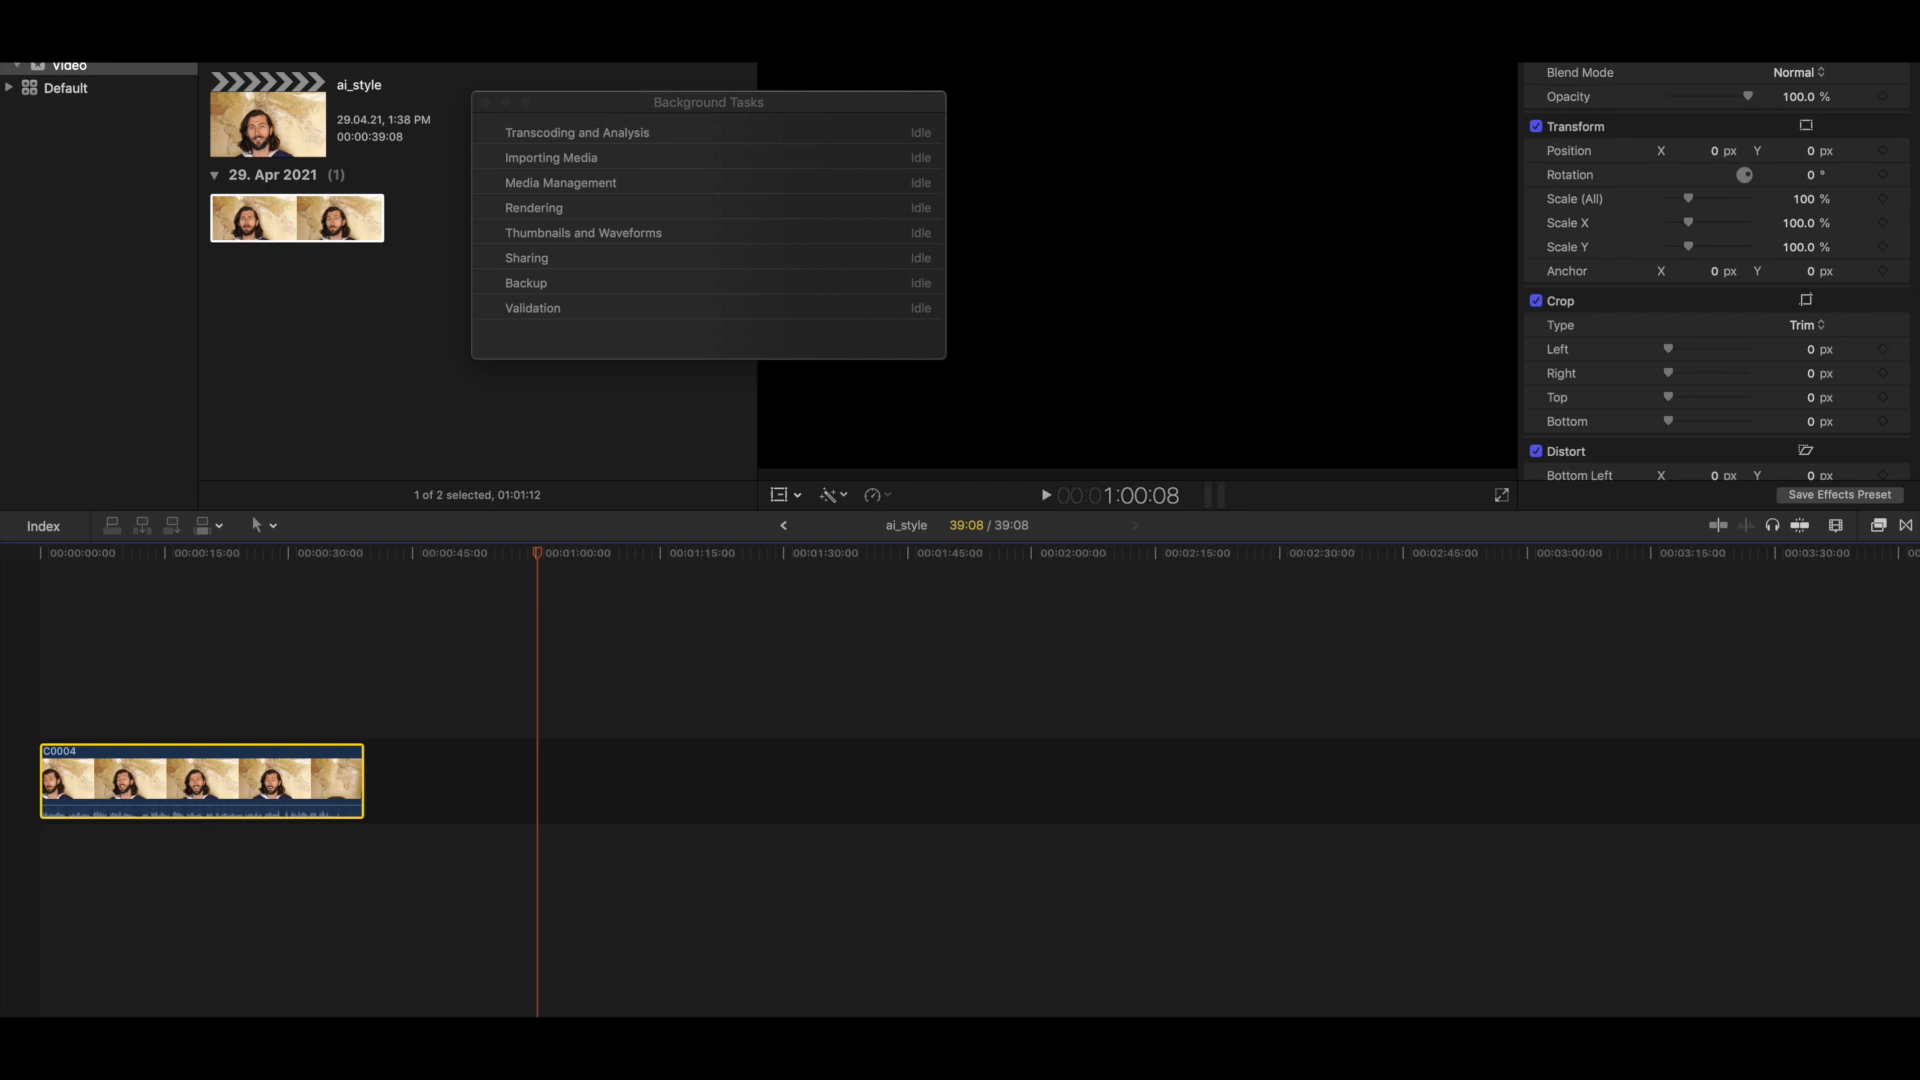 Video
Default
ai_style
29.04.21, 1:38 PM
00:00:39:08
29. Apr 2021 (1)
1 of 2 selected, 01:01:12
Background Tasks
Transcoding and Analysis Idle
Importing Media Idle
Media Management Idle
Rendering Idle
Thumbnails and Waveforms Idle
Sharing Idle
Backup Idle
Validation Idle
00:01:00:08
Blend Mode Normal
Opacity 100.0 %
Transform
Position X 0 px Y 0 px
Rotation 0 °
Scale (All) 100 %
Scale X 100.0 %
Scale Y 100.0 %
Anchor X 0 px Y 0 px
Crop
Type Trim
Left 0 px
Right 0 px
Top 0 px
Bottom 0 px
Distort
Bottom Left X 0 px Y 0 px
Save Effects Preset
Index
ai_style 39:08 / 39:08
00:00:00:00 00:00:15:00 00:00:30:00 00:00:45:00 00:01:00:00 00:01:15:00 00:01:30:00 00:01:45:00 00:02:00:00 00:02:15:00 00:02:30:00 00:02:45:00 00:03:00:00 00:03:15:00 00:03:30:00 00
C0004